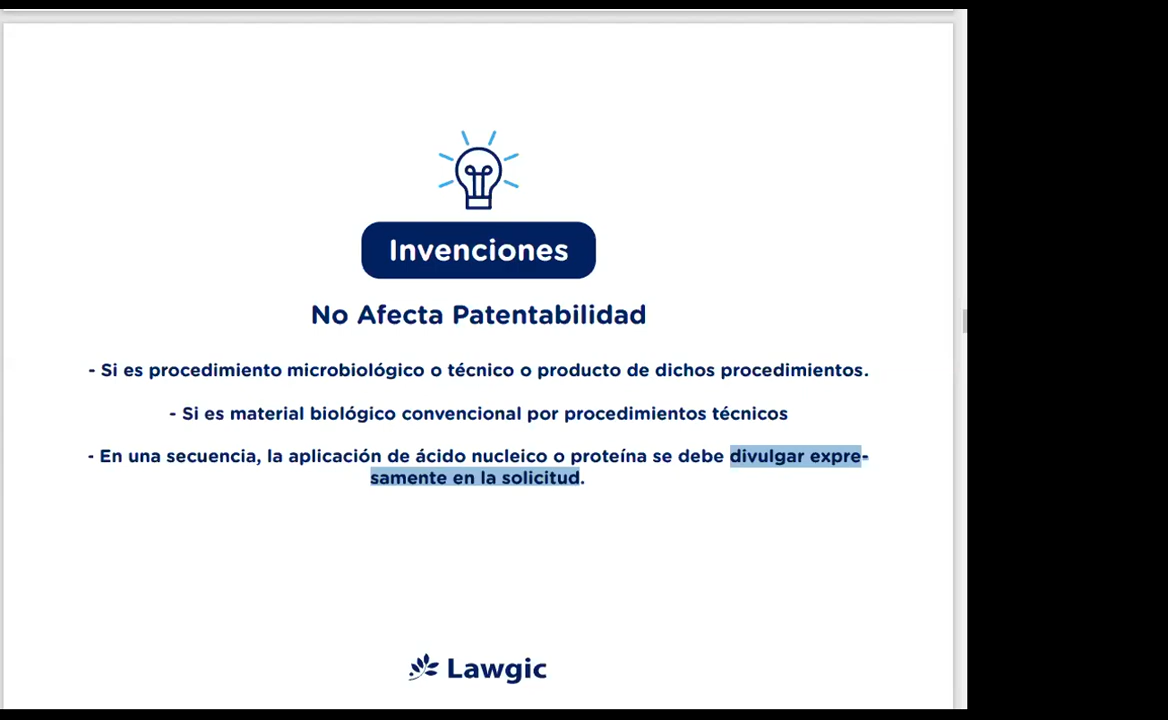 Invenciones
No Afecta Patentabilidad
- Si es procedimiento microbiológico o técnico o producto de dichos procedimientos.
- Si es material biológico convencional por procedimientos técnicos
- En una secuencia, la aplicación de ácido nucleico o proteína se debe divulgar expre-
samente en la solicitud.
Lawgic